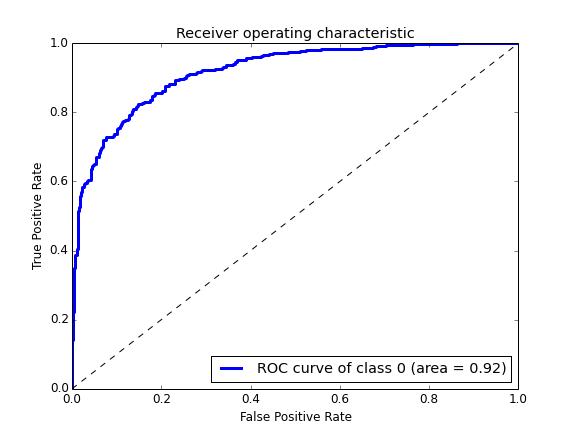 Receiver operating characteristic
1.0
0.8
0.6
0.4
0.2
0.0
True Positive Rate
ROC curve of class 0 (area = 0.92)
0.0 0.2 0.4 0.6 0.8 1.0
False Positive Rate